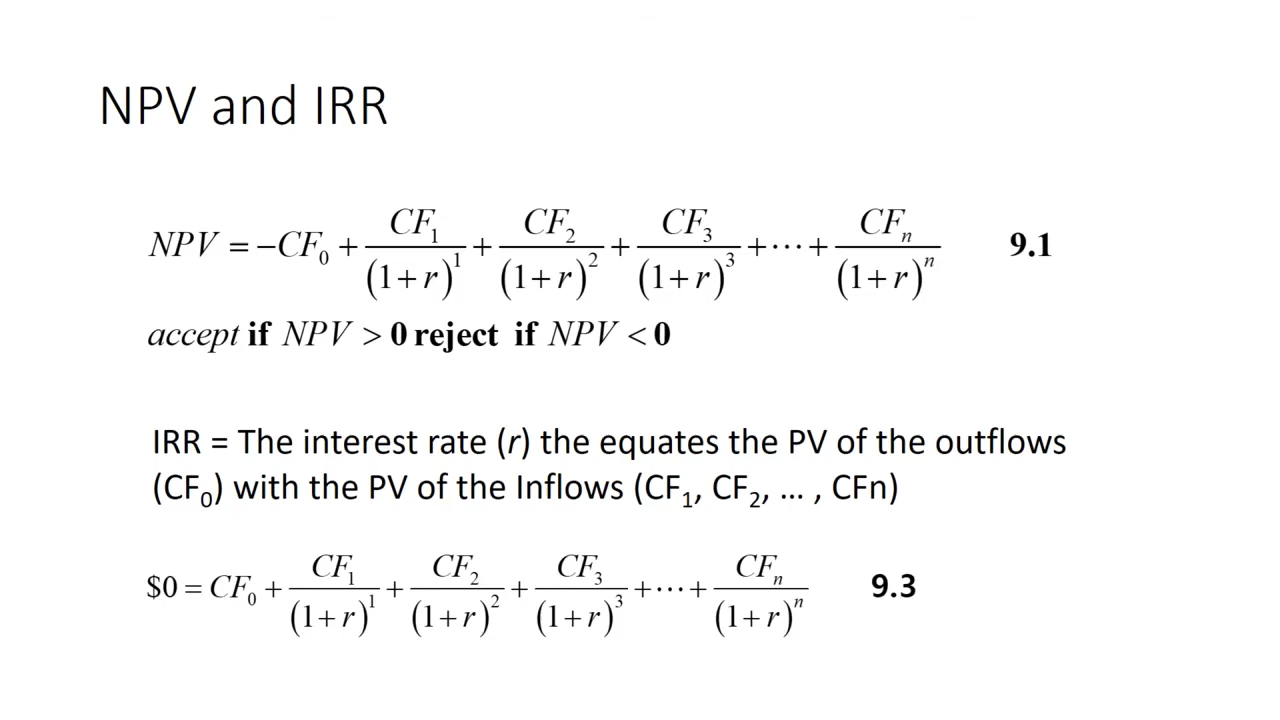 NPV and IRR
NPV = −CF₀ + CF₁/(1+r)¹ + CF₂/(1+r)² + CF₃/(1+r)³ + ⋯ + CFₙ/(1+r)ⁿ 9.1
accept if NPV > 0 reject if NPV < 0
IRR = The interest rate (r) the equates the PV of the outflows
(CF₀) with the PV of the Inflows (CF₁, CF₂, … , CFn)
$0 = CF₀ + CF₁/(1+r)¹ + CF₂/(1+r)² + CF₃/(1+r)³ + ⋯ + CFₙ/(1+r)ⁿ 9.3